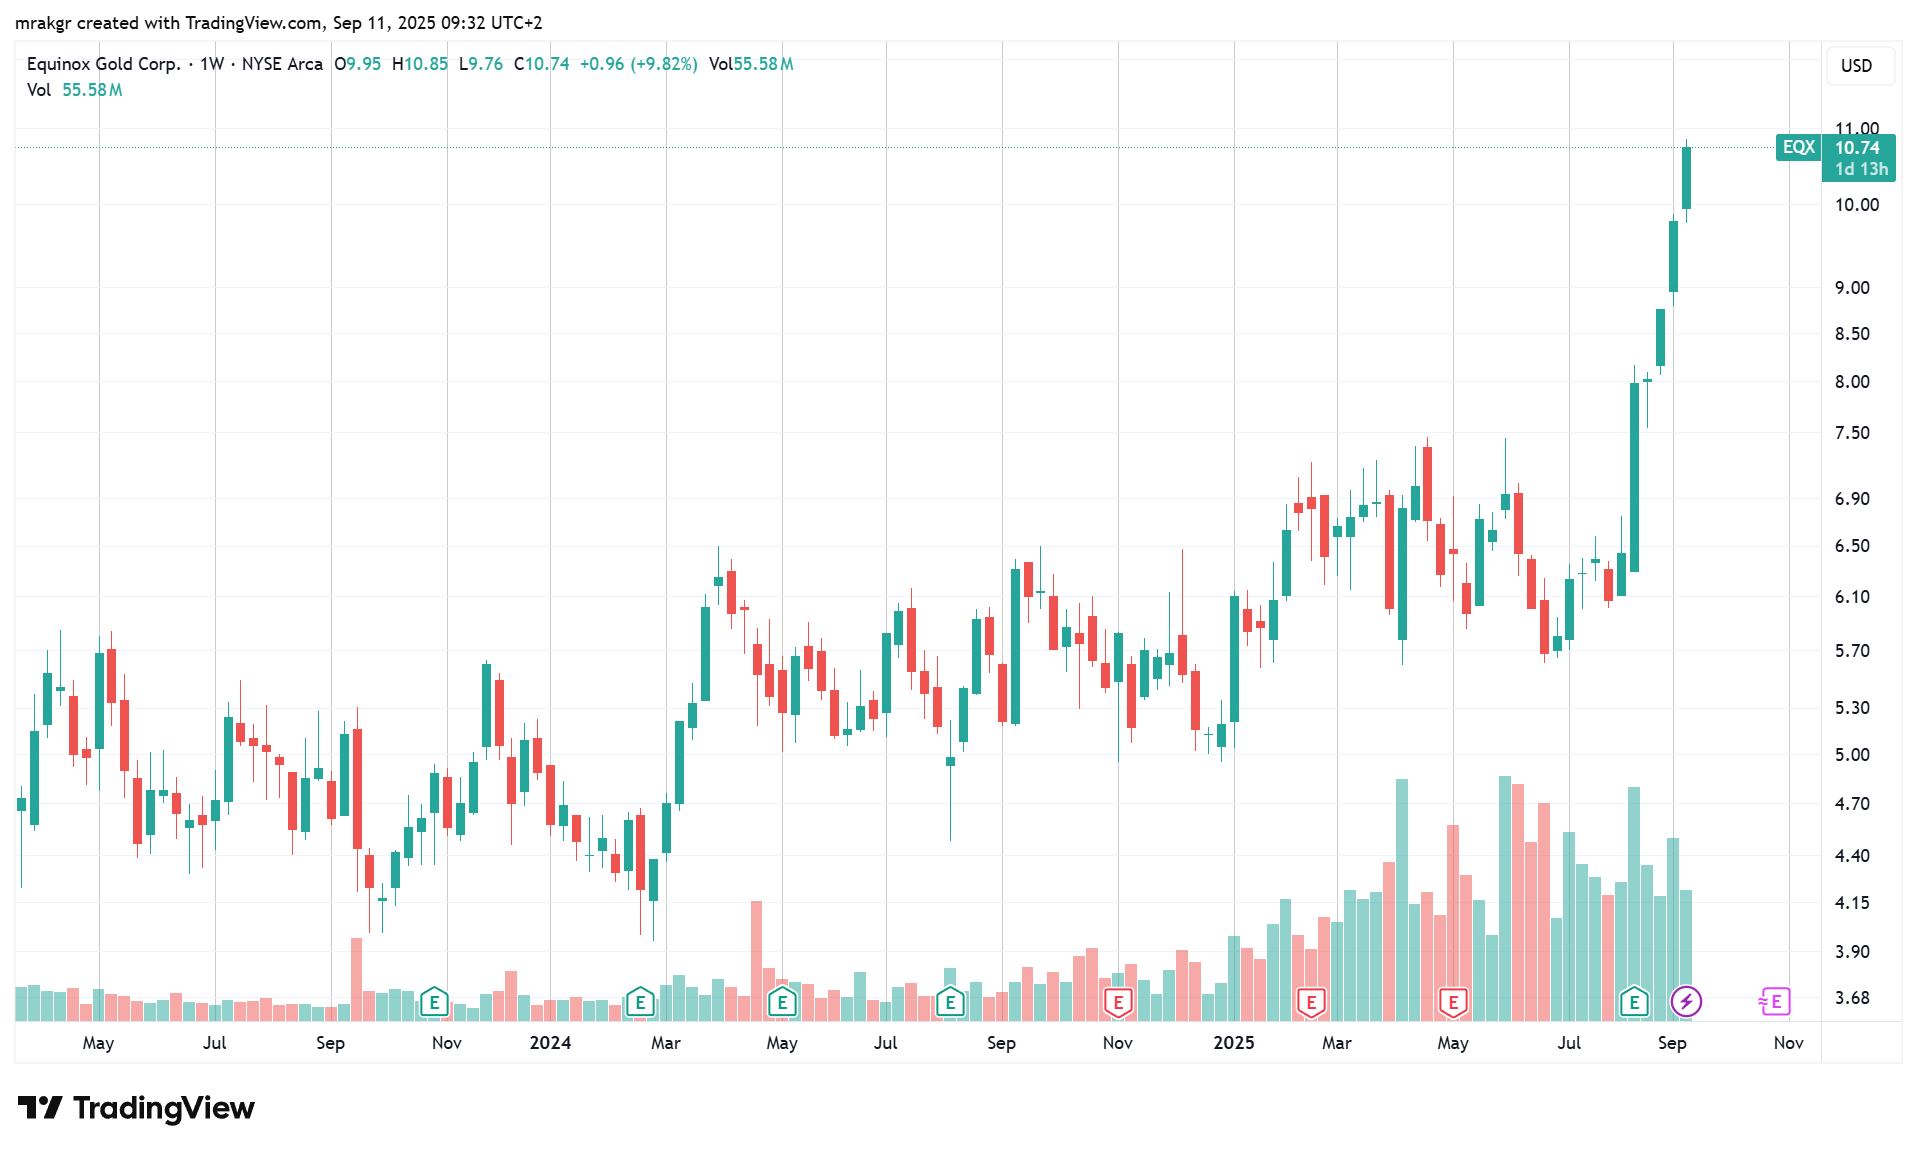 mrakgr created with TradingView.com, Sep 11, 2025 09:32 UTC+2
Equinox Gold Corp. · 1W · NYSE Arca O9.95 H10.85 L9.76 C10.74 +0.96 (+9.82%) Vol55.58M
Vol 55.58M
USD
11.00
EQX 10.74
1d 13h
10.00
9.00
8.50
8.00
7.50
6.90
6.50
6.10
5.70
5.30
5.00
4.70
4.40
4.15
3.90
3.68
E E E E E E E E ≈E
May Jul Sep Nov 2024 Mar May Jul Sep Nov 2025 Mar May Jul Sep Nov
TradingView